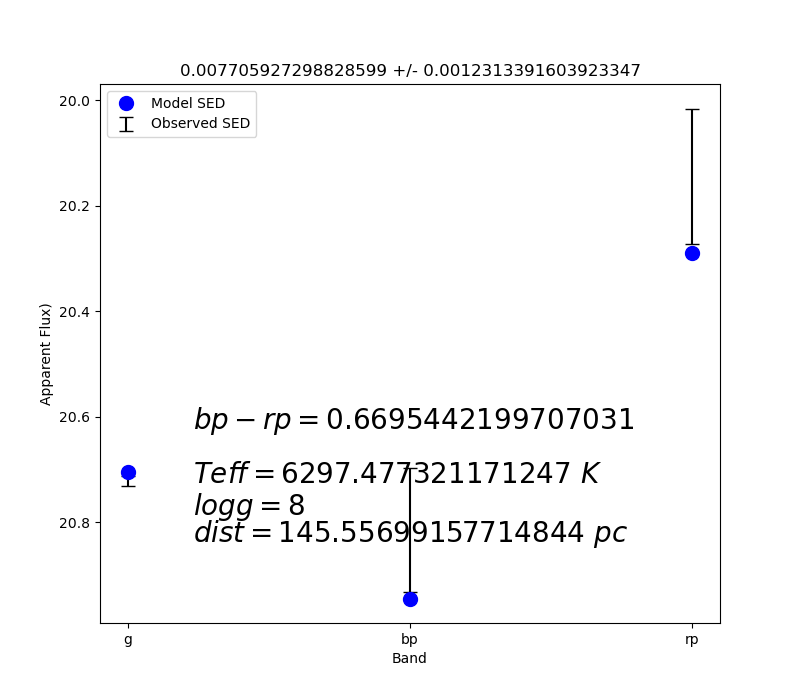 0.007705927298828599 +/- 0.0012313391603923347
Model SED
Observed SED
20.0
20.2
20.4
20.6
20.8
Apparent Flux)
bp − rp = 0.6695442199707031
Teff = 6297.477321171247 K
logg = 8
dist = 145.55699157714844 pc
g
bp
rp
Band